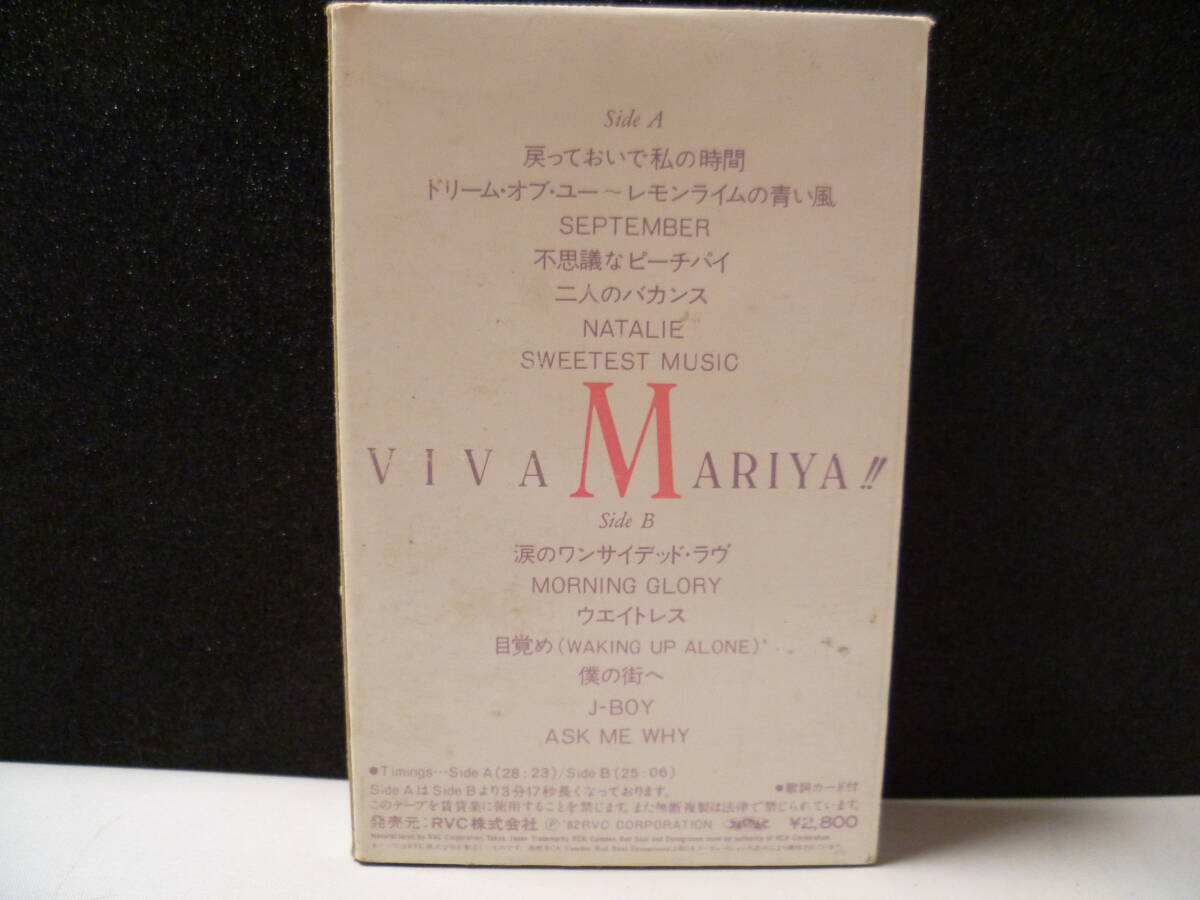 Side A
戻っておいで私の時間
ドリーム・オブ・ユー〜レモンライムの青い風
SEPTEMBER
不思議なピーチパイ
二人のバカンス
NATALIE
SWEETEST MUSIC
ViVA MARIYA!!
Side B
涙のワンサイデッド・ラヴ
MORNING GLORY
ウエイトレス
目覚め(WAKING UP ALONE)
僕の街へ
J-BOY
ASK ME WHY
●Timings…Side A(28:23)/Side B(25:06)
Side AはSide Bより3分17秒長くなっております。 ●歌詞カード付
このテープを賃貸業に使用することを禁じます。また無断複製は法律で禁じられています。
発売元:RVC株式会社 ℗'82 RVC CORPORATION ¥2,800
Manufactured by RVC Corporation, Tokyo, Japan